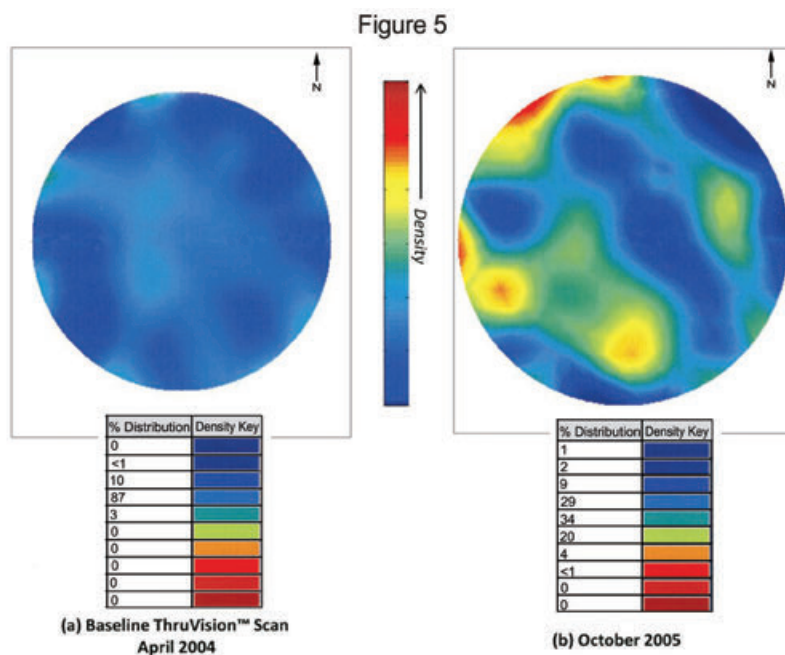 Figure 5
N
Density
N
% Distribution Density Key
0
<1
10
87
3
0
0
0
0
0
(a) Baseline ThruVision™ Scan
April 2004
% Distribution Density Key
1
2
9
29
34
20
4
<1
0
0
(b) October 2005